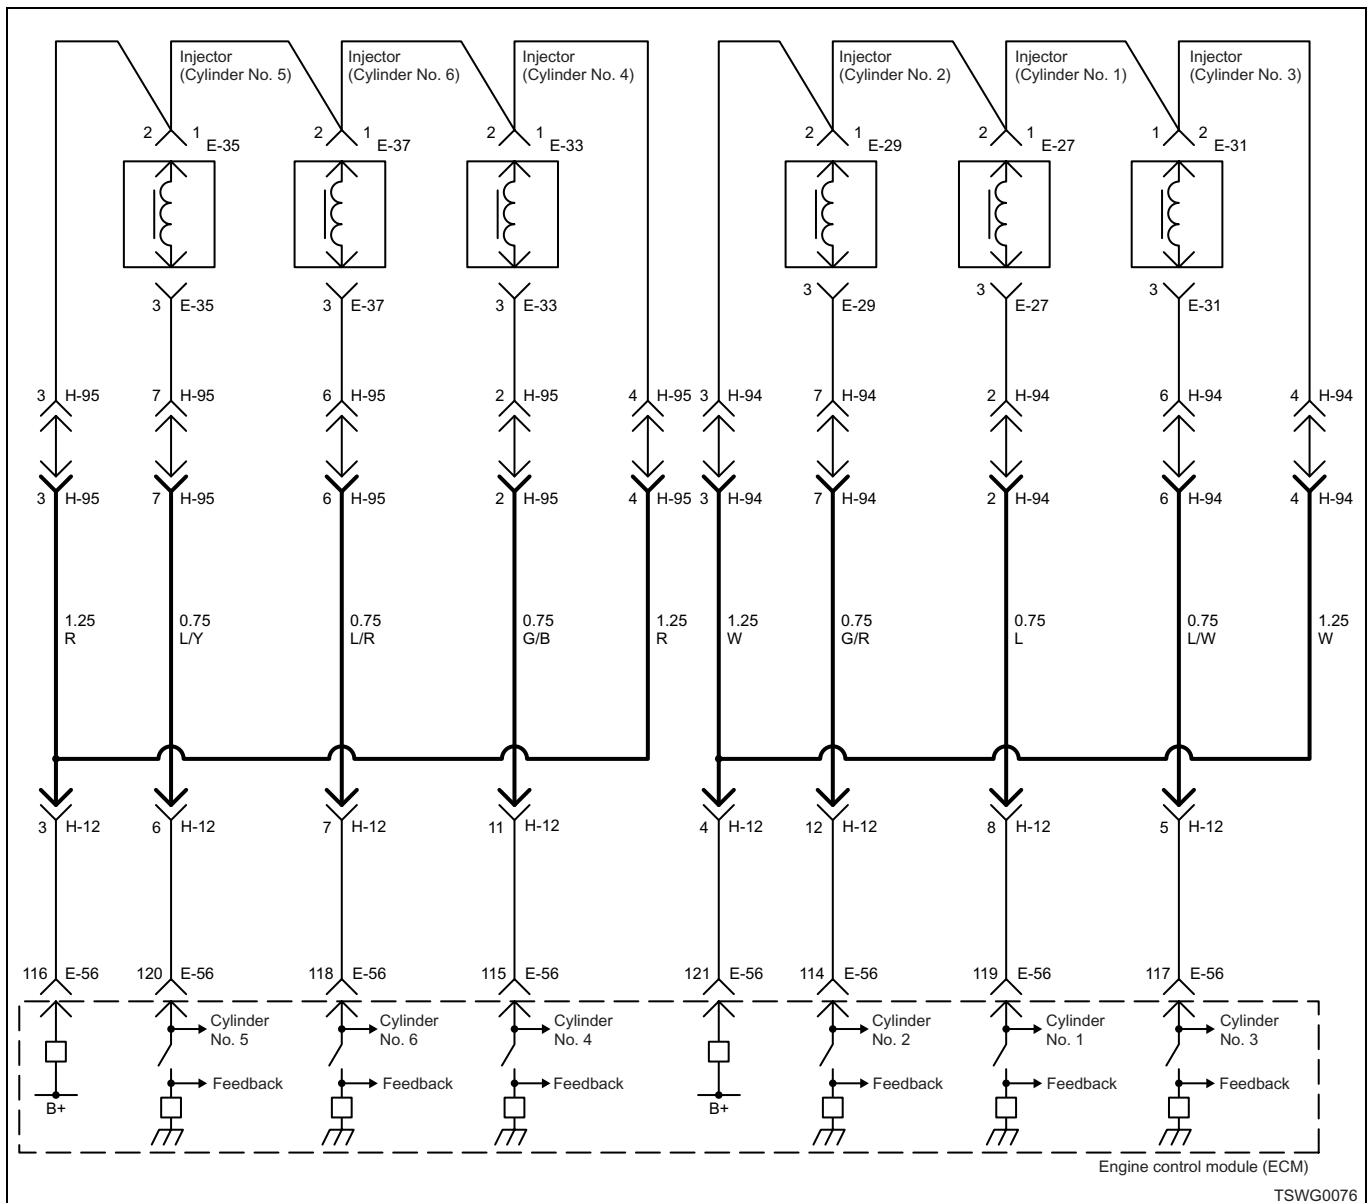 Injector Injector Injector Injector Injector Injector
(Cylinder No. 5) (Cylinder No. 6) (Cylinder No. 4) (Cylinder No. 2) (Cylinder No. 1) (Cylinder No. 3)
2 1 2 1 2 1 2 1 2 1 1 2
E-35 E-37 E-33 E-29 E-27 E-31
3 E-35 3 E-37 3 E-33 3 E-29 3 E-27 3 E-31
3 H-95 7 H-95 6 H-95 2 H-95 4 H-95 3 H-94 7 H-94 2 H-94 6 H-94 4 H-94
3 H-95 7 H-95 6 H-95 2 H-95 4 H-95 3 H-94 7 H-94 2 H-94 6 H-94 4 H-94
1.25 0.75 0.75 0.75 1.25 1.25 0.75 0.75 0.75 1.25
R L/Y L/R G/B R W G/R L L/W W
3 H-12 6 H-12 7 H-12 11 H-12 4 H-12 12 H-12 8 H-12 5 H-12
116 E-56 120 E-56 118 E-56 115 E-56 121 E-56 114 E-56 119 E-56 117 E-56
Cylinder Cylinder Cylinder Cylinder Cylinder Cylinder
No. 5 No. 6 No. 4 No. 2 No. 1 No. 3
Feedback Feedback Feedback Feedback Feedback Feedback
B+ B+
Engine control module (ECM)
TSWG0076